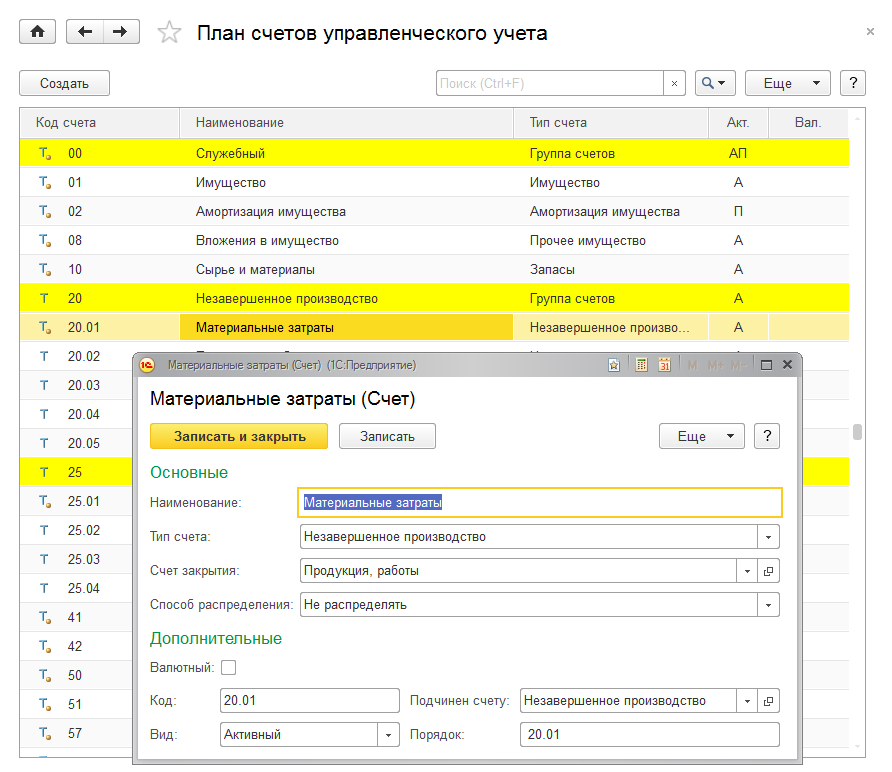 План счетов управленческого учета
Создать Поиск (Ctrl+F) × Еще ?
Код счета Наименование Тип счета Акт. Вал.
00 Служебный Группа счетов АП
01 Имущество Имущество А
02 Амортизация имущества Амортизация имущества П
08 Вложения в имущество Прочее имущество А
10 Сырье и материалы Запасы А
20 Незавершенное производство Группа счетов А
20.01 Материальные затраты Незавершенное произво... А
20.02
20.03
20.04
20.05
25
25.01
25.02
25.03
25.04
41
42
50
51
57
1С Материальные затраты (Счет) (1С:Предприятие) 31 M M+ M-
Материальные затраты (Счет)
Записать и закрыть Записать Еще ?
Основные
Наименование: Материальные затраты
Тип счета: Незавершенное производство
Счет закрытия: Продукция, работы
Способ распределения: Не распределять
Дополнительные
Валютный:
Код: 20.01 Подчинен счету: Незавершенное производство
Вид: Активный Порядок: 20.01